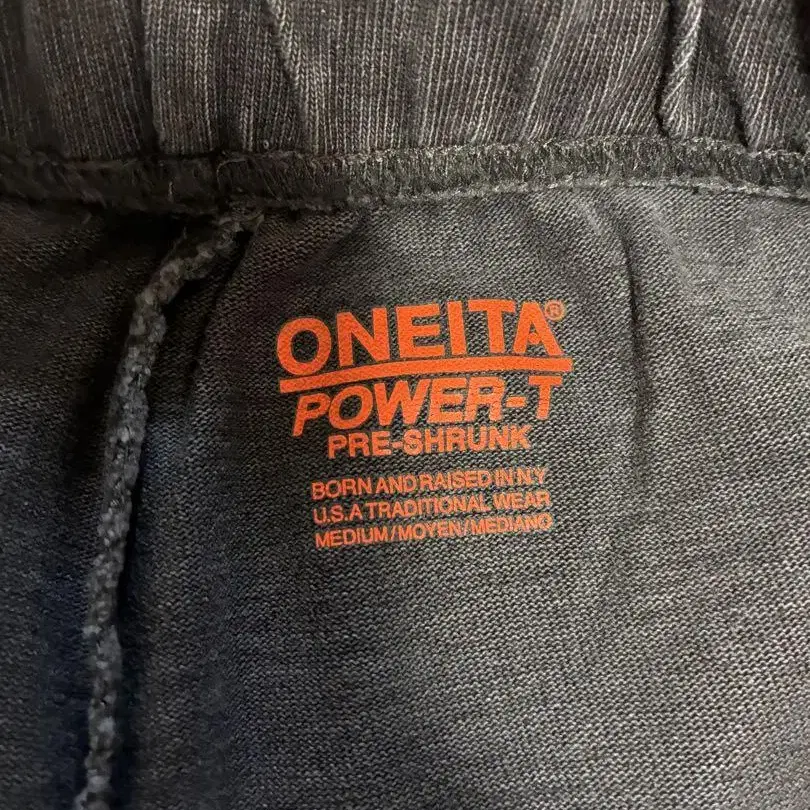 ONEITA®
POWER-T
PRE-SHRUNK
BORN AND RAISED IN N.Y
U.S.A TRADITIONAL WEAR
MEDIUM/MOYEN/MEDIANO